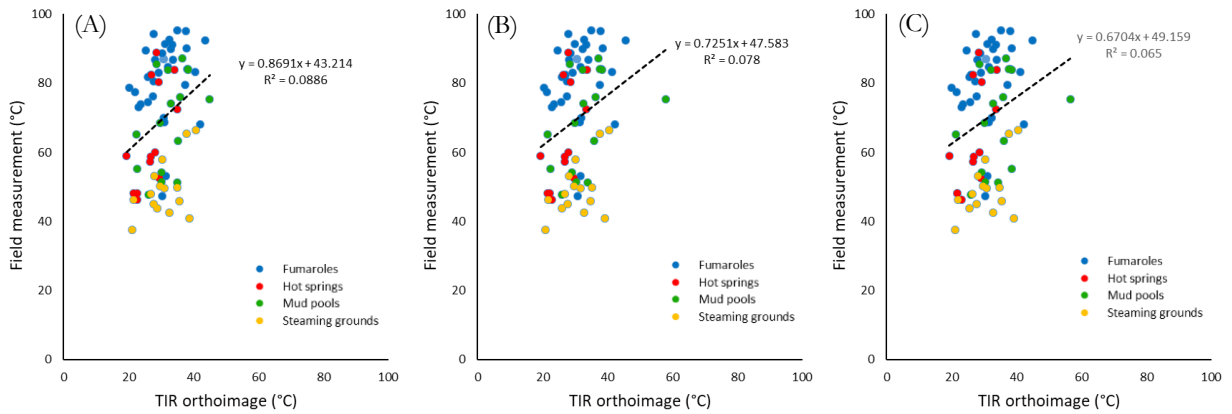 (A)
y = 0.8691x + 43.214
R² = 0.0886
Field measurement (°C)
100
80
60
40
20
0
Fumaroles
Hot springs
Mud pools
Steaming grounds
0 20 40 60 80 100
TIR orthoimage (°C)
(B)
y = 0.7251x + 47.583
R² = 0.078
Field measurement (°C)
100
80
60
40
20
0
Fumaroles
Hot springs
Mud pools
Steaming grounds
0 20 40 60 80 100
TIR orthoimage (°C)
(C)
y = 0.6704x + 49.159
R² = 0.065
Field measurement (°C)
100
80
60
40
20
0
Fumaroles
Hot springs
Mud pools
Steaming grounds
0 20 40 60 80 100
TIR orthoimage (°C)